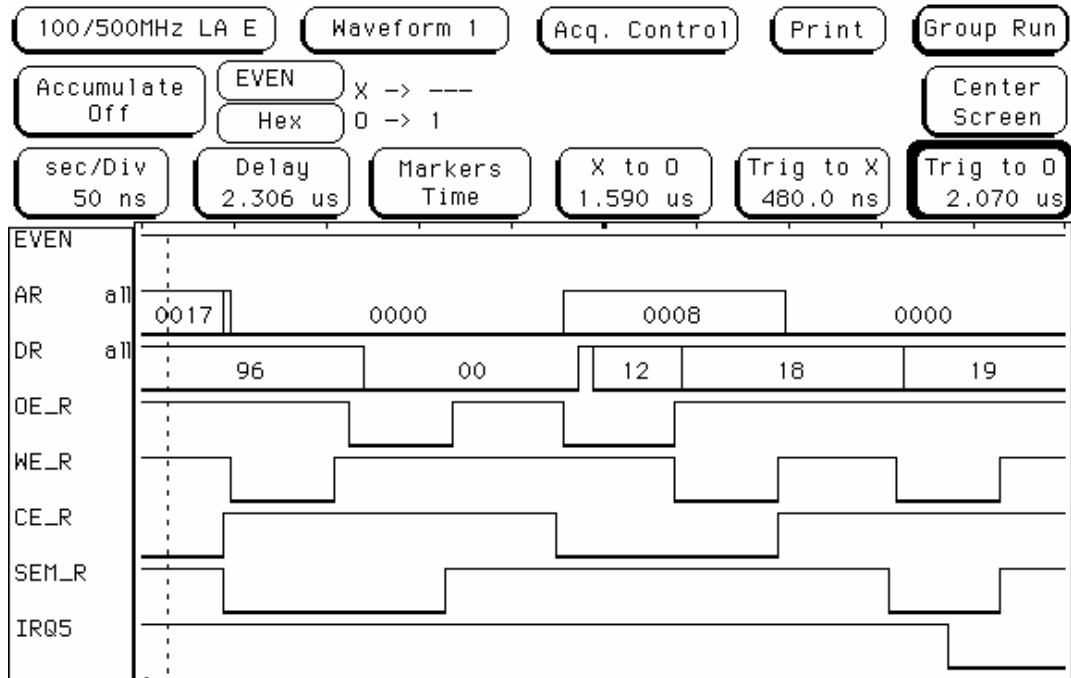 100/500MHz LA E Waveform 1 Acq. Control Print Group Run
Accumulate Off EVEN X -> --- Center Screen
Hex O -> 1
sec/Div Delay Markers X to O Trig to X Trig to O
50 ns 2.306 us Time 1.590 us 480.0 ns 2.070 us
EVEN
AR all 0017 0000 0008 0000
DR all 96 00 12 18 19
OE_R
WE_R
CE_R
SEM_R
IRQ5